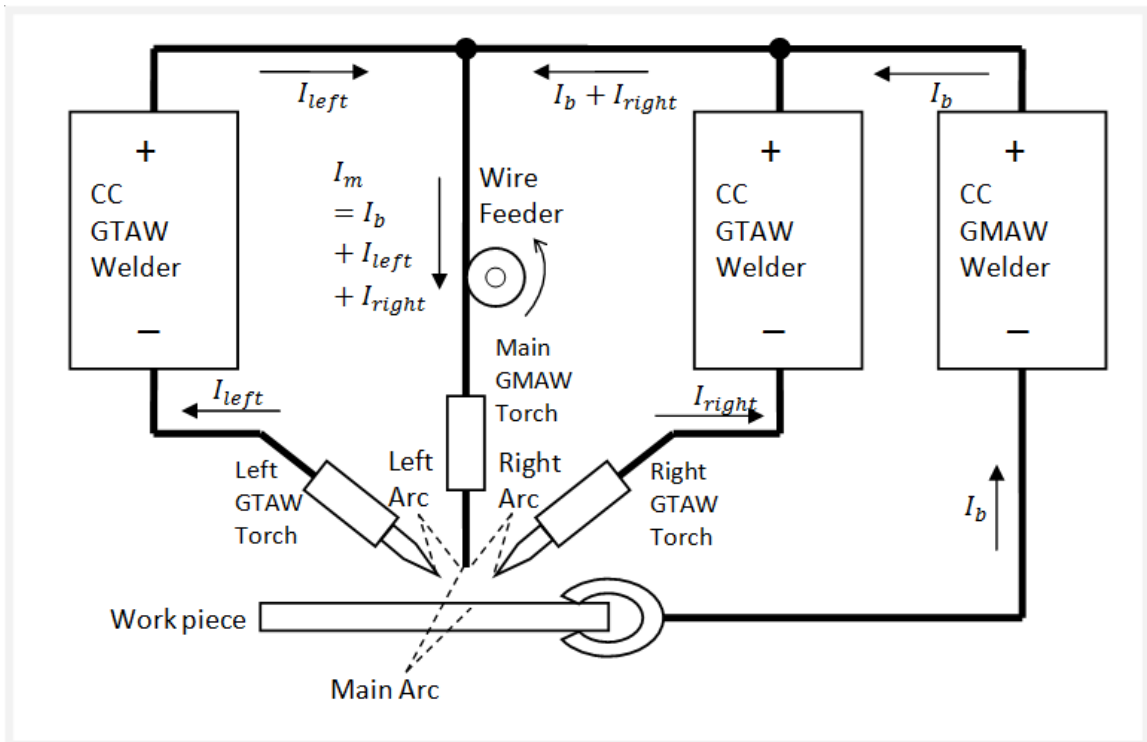 I_left
I_b + I_right
I_b
+
CC
GTAW
Welder
−
I_m
= I_b
+ I_left
+ I_right
Wire
Feeder
+
CC
GTAW
Welder
−
+
CC
GMAW
Welder
−
Main
GMAW
Torch
I_left
I_right
Left
GTAW
Torch
Left
Arc
Right
Arc
Right
GTAW
Torch
I_b
Work piece
Main Arc